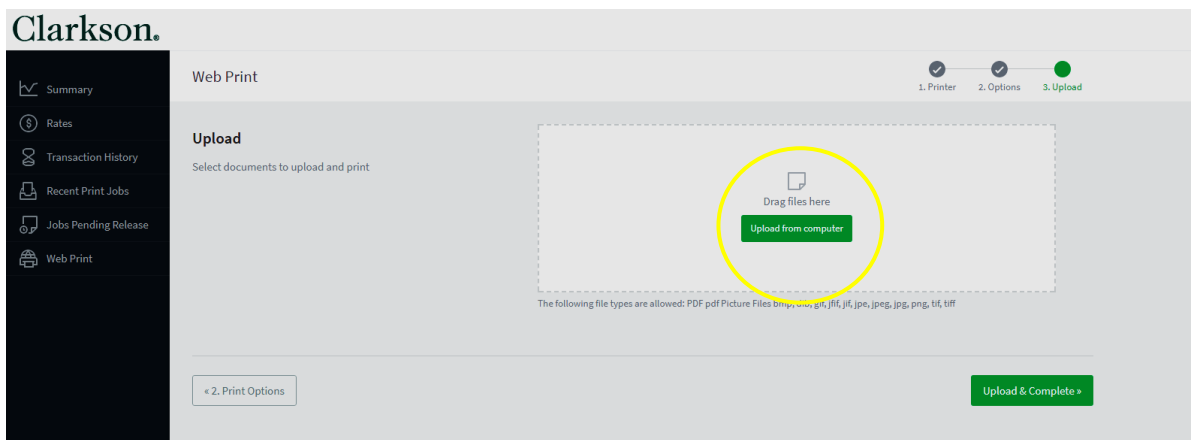 Clarkson.
Summary
Rates
Transaction History
Recent Print Jobs
Jobs Pending Release
Web Print
Web Print
1. Printer
2. Options
3. Upload
Upload
Select documents to upload and print
Drag files here
Upload from computer
The following file types are allowed: PDF pdf Picture Files bmp, dib, gif, jfif, jif, jpe, jpeg, jpg, png, tif, tiff
« 2. Print Options
Upload & Complete »